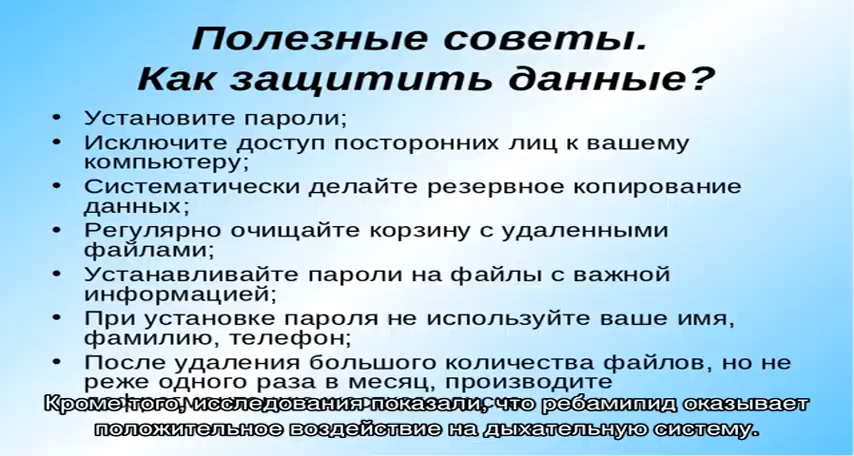 Полезные советы.
Как защитить данные?
• Установите пароли;
• Исключите доступ посторонних лиц к вашему
компьютеру;
• Систематически делайте резервное копирование
данных;
• Регулярно очищайте корзину с удаленными
файлами;
• Устанавливайте пароли на файлы с важной
информацией;
• При установке пароля не используйте ваше имя,
фамилию, телефон;
• После удаления большого количества файлов, но не
реже одного раза в месяц, производите
Кроме того, исследования показали, что ребамипид оказывает
положительное воздействие на дыхательную систему.